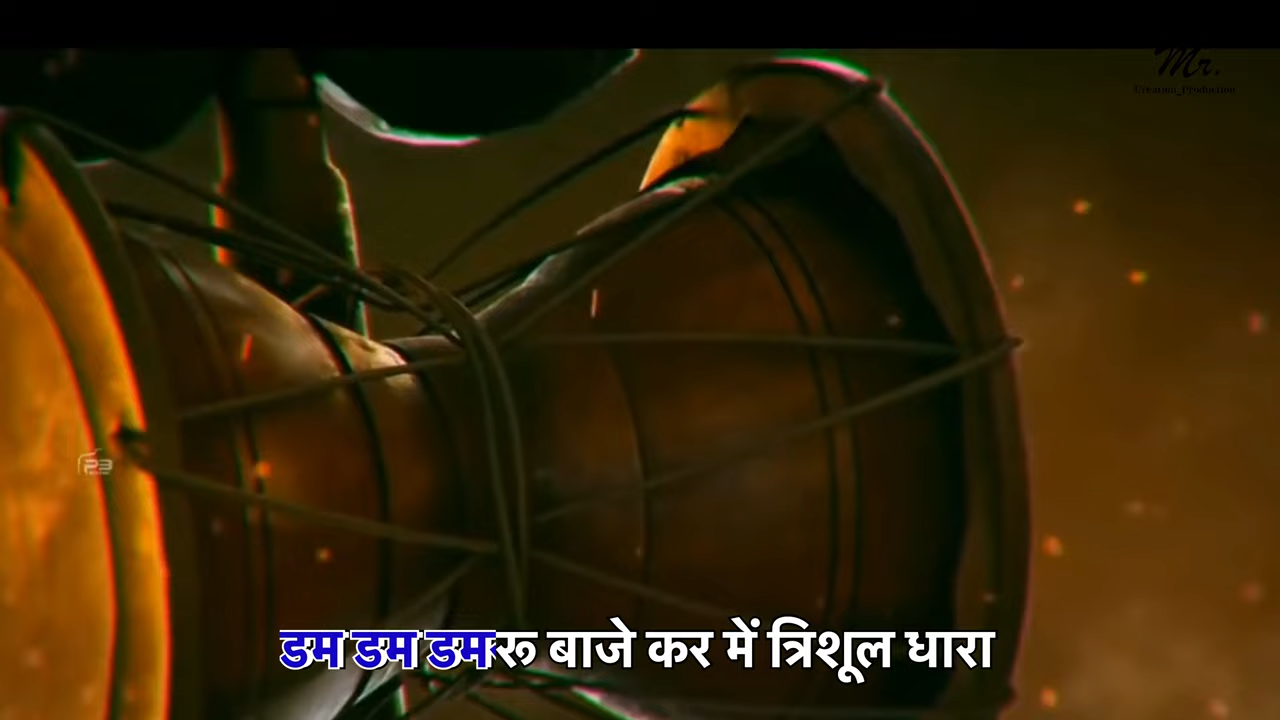 Mr.
डम डम डमरू बाजे कर में त्रिशूल धारा